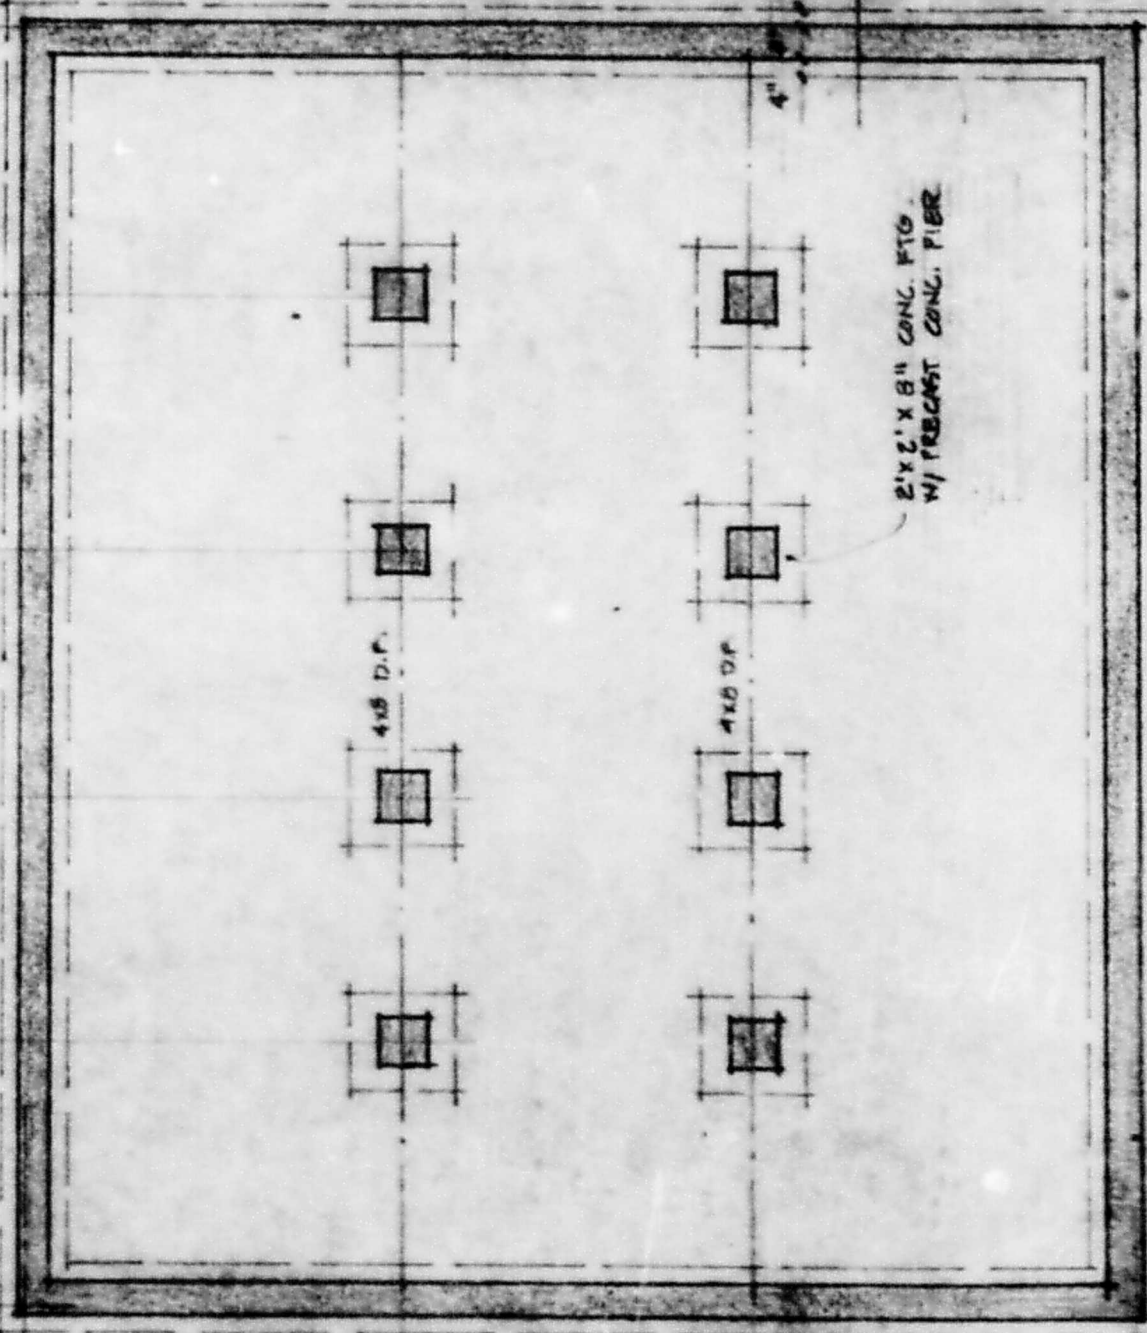 4"
2'x2'x8" CONC. FTG.
W/ PRECAST CONC. PIER
4x8 D.F.
4x8 D.F.